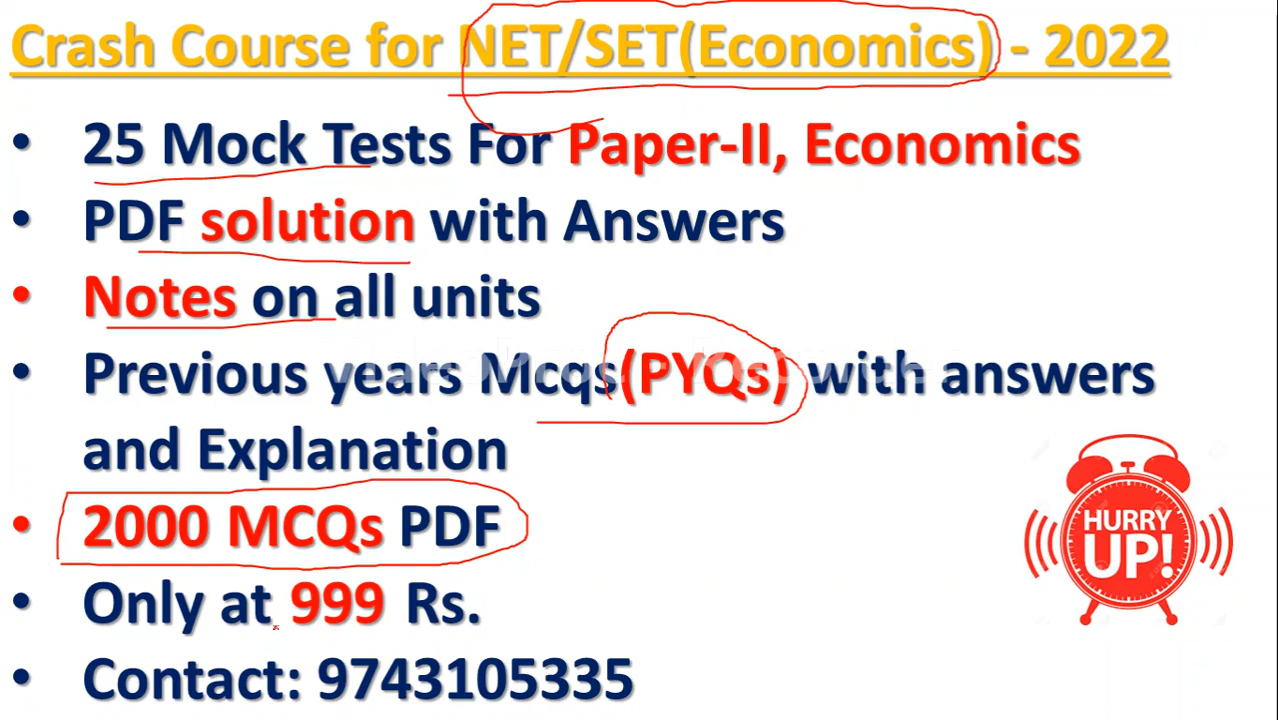 Crash Course for NET/SET(Economics) - 2022
• 25 Mock Tests For Paper-II, Economics
• PDF solution with Answers
• Notes on all units
• Previous years Mcqs(PYQs) with answers
and Explanation
• 2000 MCQs PDF
• Only at 999 Rs.
• Contact: 9743105335
HURRY
UP!